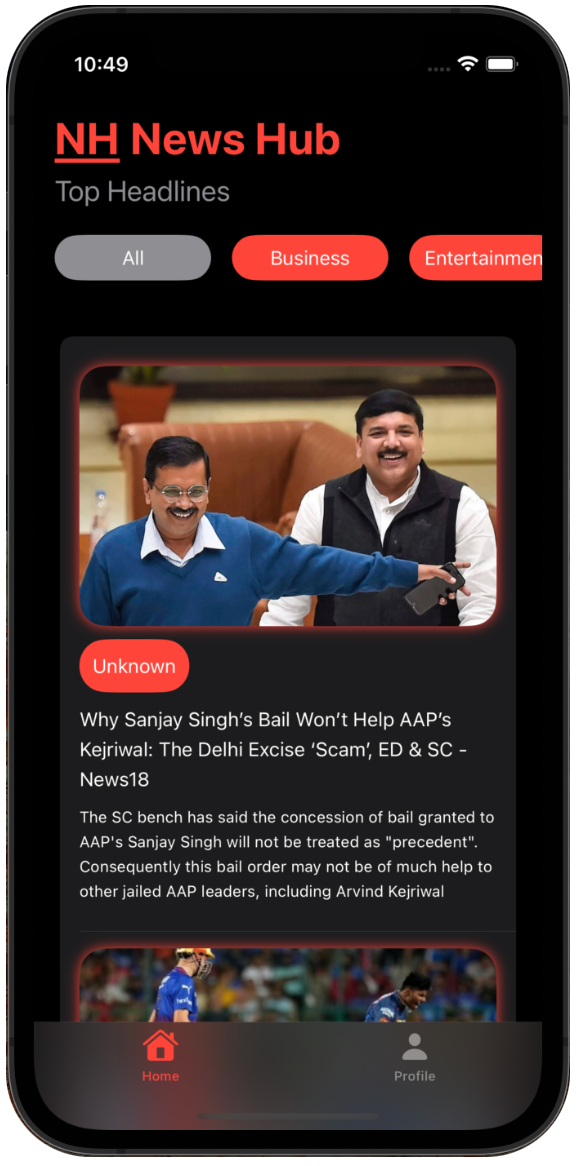 10:49
NH News Hub
Top Headlines
All
Business
Entertainmen
Unknown
Why Sanjay Singh’s Bail Won’t Help AAP’s
Kejriwal: The Delhi Excise ‘Scam’, ED & SC -
News18
The SC bench has said the concession of bail granted to
AAP's Sanjay Singh will not be treated as "precedent".
Consequently this bail order may not be of much help to
other jailed AAP leaders, including Arvind Kejriwal
Home
Profile